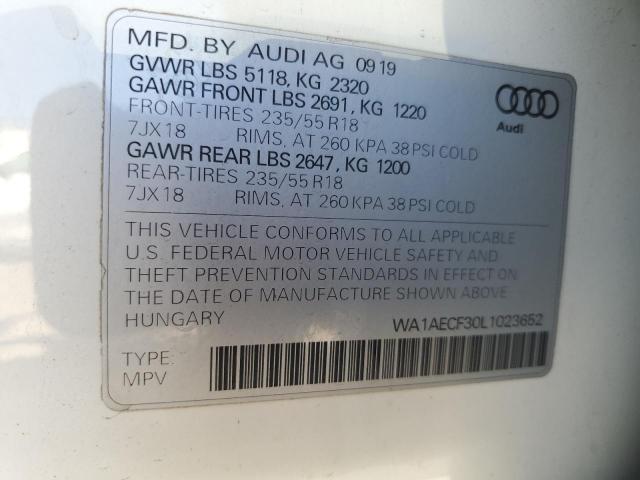 MFD. BY AUDI AG 09 19
GVWR LBS 5118, KG 2320
GAWR FRONT LBS 2691, KG 1220
FRONT-TIRES 235/55 R18
7JX18 RIMS, AT 260 KPA 38 PSI COLD
GAWR REAR LBS 2647, KG 1200
REAR-TIRES 235/55 R18
7JX18 RIMS, AT 260 KPA 38 PSI COLD
Audi
THIS VEHICLE CONFORMS TO ALL APPLICABLE
U.S. FEDERAL MOTOR VEHICLE SAFETY AND
THEFT PREVENTION STANDARDS IN EFFECT ON
THE DATE OF MANUFACTURE SHOWN ABOVE
HUNGARY WA1AECF30L1023652
TYPE:
MPV